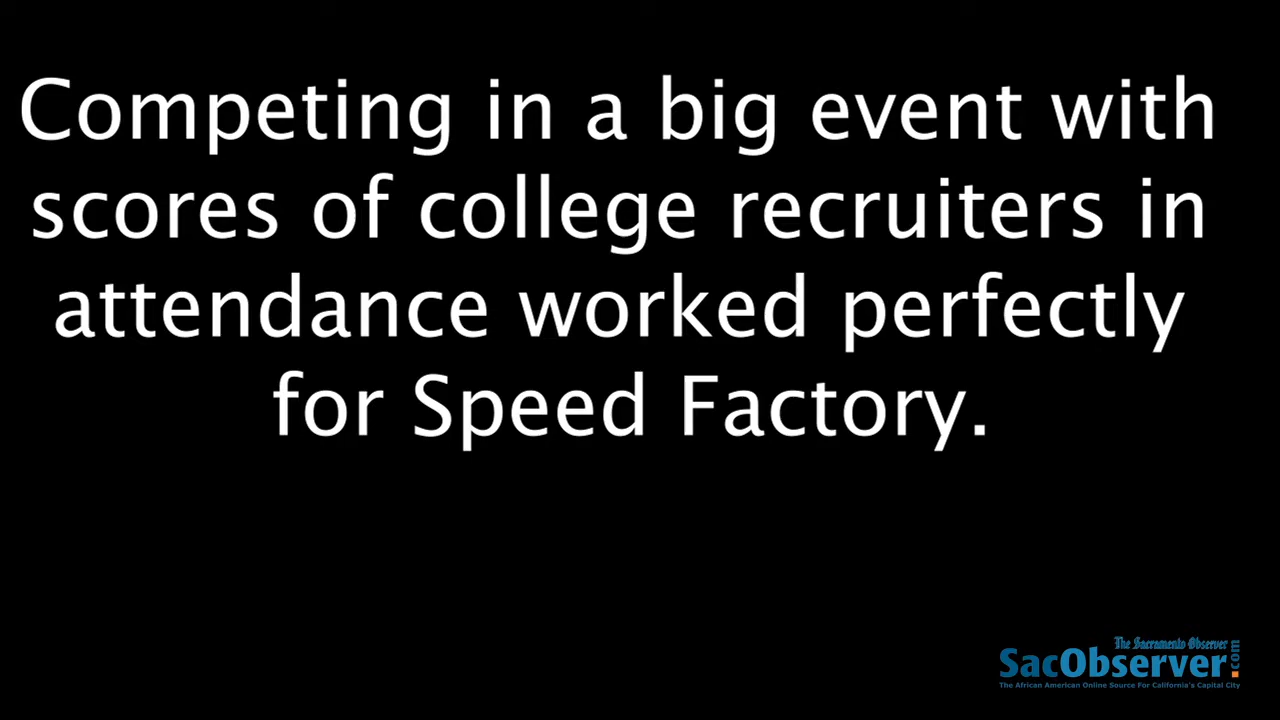 Competing in a big event with
scores of college recruiters in
attendance worked perfectly
for Speed Factory.
The Sacramento Observer
SacObserver.com
The African American Online Source For California's Capital City